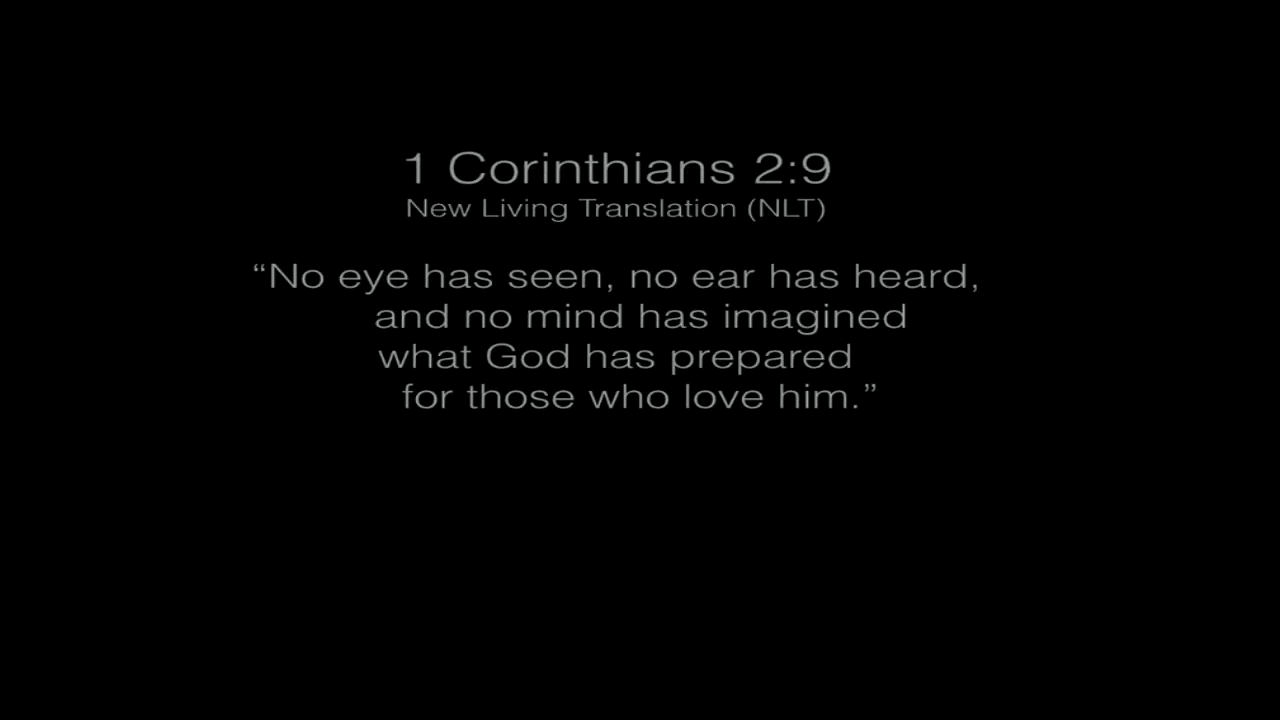 1 Corinthians 2:9
New Living Translation (NLT)
“No eye has seen, no ear has heard,
and no mind has imagined
what God has prepared
for those who love him.”